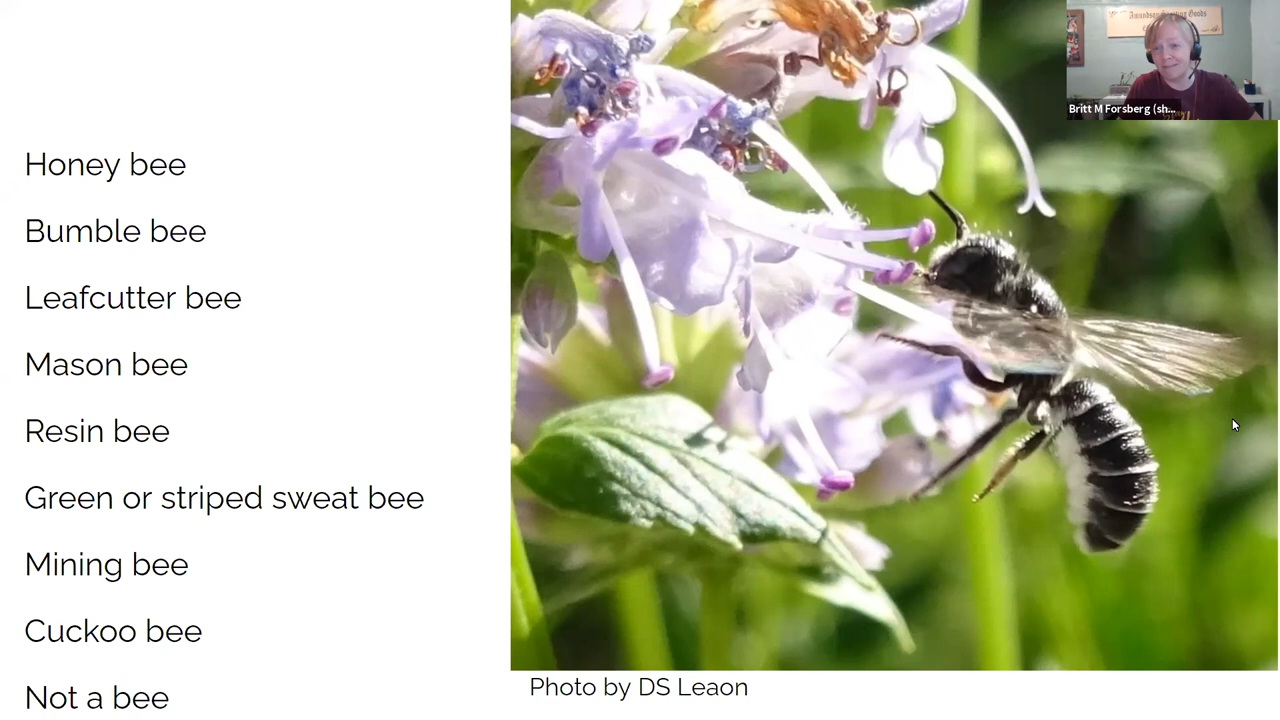 Honey bee
Bumble bee
Leafcutter bee
Mason bee
Resin bee
Green or striped sweat bee
Mining bee
Cuckoo bee
Not a bee
Photo by DS Leaon
Britt M Forsberg (sh...